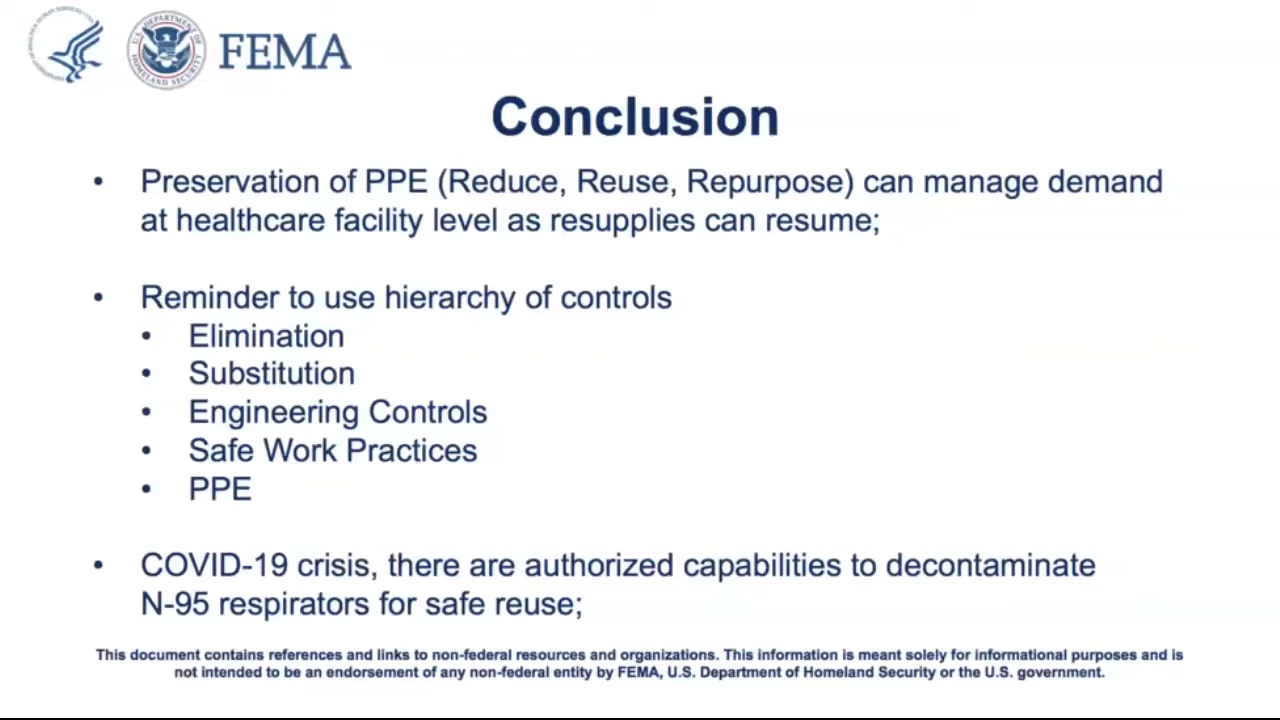 U.S. DEPARTMENT OF
HOMELAND SECURITY
FEMA
Conclusion
• Preservation of PPE (Reduce, Reuse, Repurpose) can manage demand
at healthcare facility level as resupplies can resume;
• Reminder to use hierarchy of controls
• Elimination
• Substitution
• Engineering Controls
• Safe Work Practices
• PPE
• COVID-19 crisis, there are authorized capabilities to decontaminate
N-95 respirators for safe reuse;
This document contains references and links to non-federal resources and organizations. This information is meant solely for informational purposes and is
not intended to be an endorsement of any non-federal entity by FEMA, U.S. Department of Homeland Security or the U.S. government.